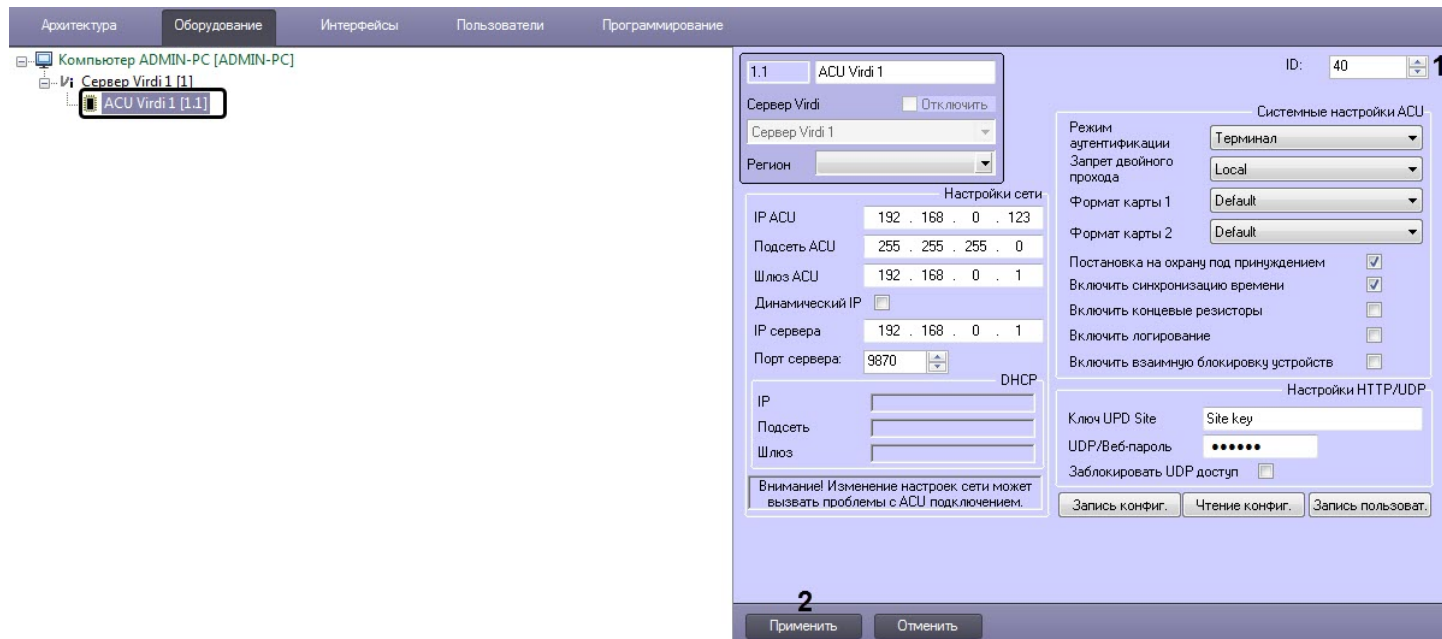 Архитектура Оборудование Интерфейсы Пользователи Программирование
Компьютер ADMIN-PC [ADMIN-PC]
Сервер Virdi 1 [1]
ACU Virdi 1 [1.1]
1.1 ACU Virdi 1
Сервер Virdi Отключить
Сервер Virdi 1
Регион
Настройки сети
IP ACU 192 . 168 . 0 . 123
Подсеть ACU 255 . 255 . 255 . 0
Шлюз ACU 192 . 168 . 0 . 1
Динамический IP
IP сервера 192 . 168 . 0 . 1
Порт сервера: 9870
DHCP
IP
Подсеть
Шлюз
Внимание! Изменение настроек сети может
вызвать проблемы с ACU подключением.
ID: 40 1
Системные настройки ACU
Режим
аутентификации Терминал
Запрет двойного
прохода Local
Формат карты 1 Default
Формат карты 2 Default
Постановка на охрану под принуждением
Включить синхронизацию времени
Включить концевые резисторы
Включить логирование
Включить взаимную блокировку устройств
Настройки HTTP/UDP
Ключ UPD Site Site key
UDP/Веб-пароль ••••••
Заблокировать UDP доступ
Запись конфиг. Чтение конфиг. Запись пользоват.
2
Применить Отменить